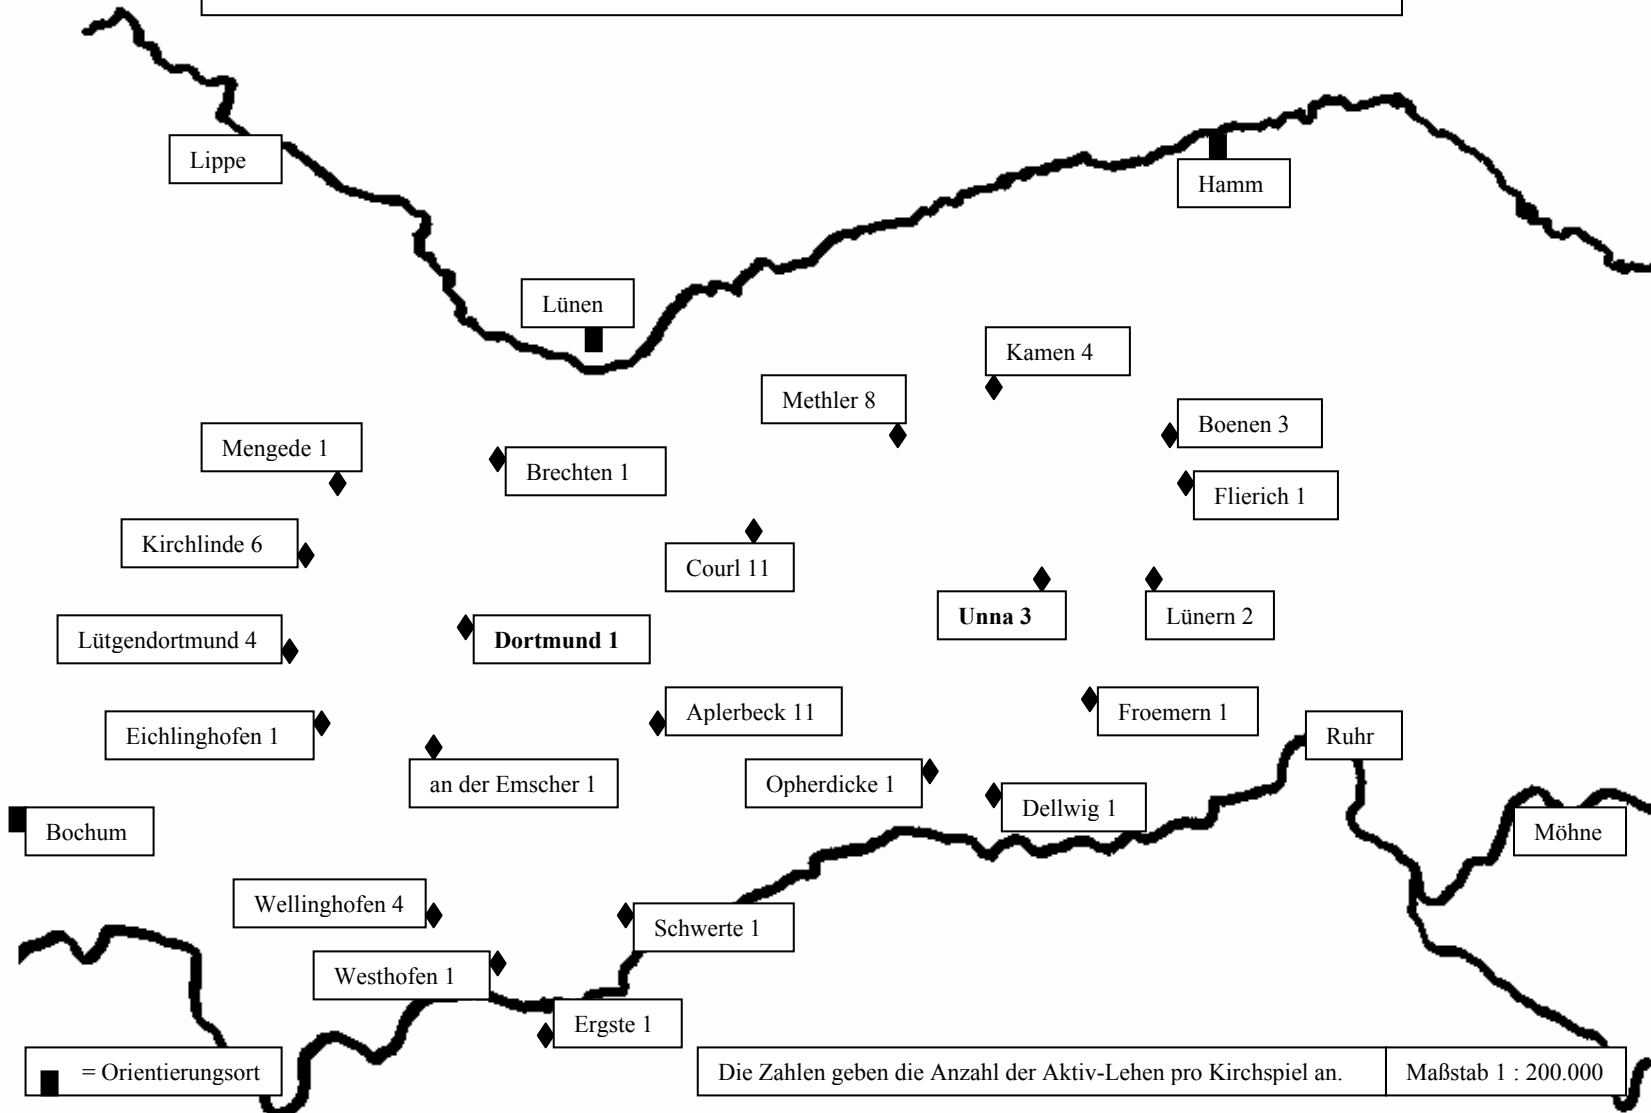 Lippe
Hamm
Lünen
Kamen 4
Methler 8
Boenen 3
Mengede 1
Brechten 1
Flierich 1
Kirchlinde 6
Courl 11
Unna 3
Lünern 2
Lütgendortmund 4
Dortmund 1
Aplerbeck 11
Froemern 1
Eichlinghofen 1
Ruhr
an der Emscher 1
Opherdicke 1
Dellwig 1
Bochum
Möhne
Wellinghofen 4
Schwerte 1
Westhofen 1
Ergste 1
= Orientierungsort
Die Zahlen geben die Anzahl der Aktiv-Lehen pro Kirchspiel an.
Maßstab 1 : 200.000